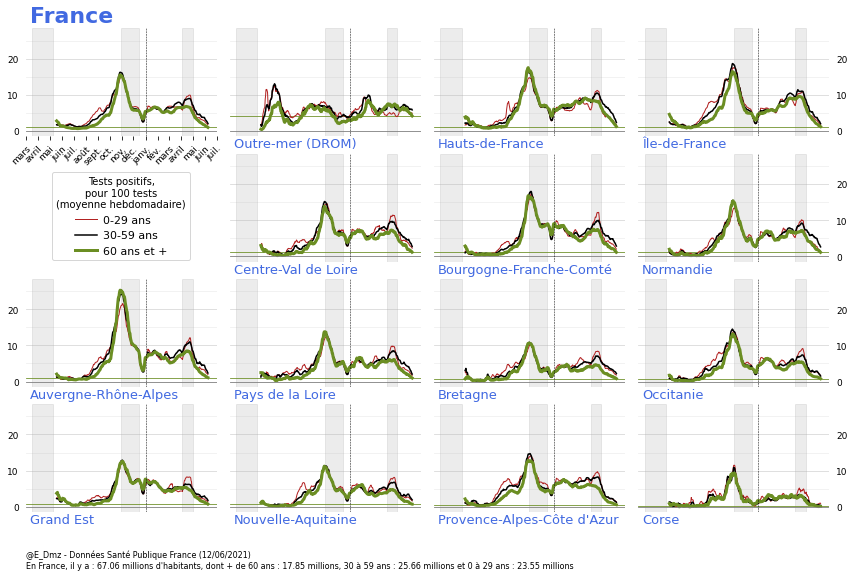 France
20
10
0
mars
avril
mai
juin
juil.
août
sept.
oct.
nov.
déc.
janv.
fév.
mars
avril
mai
juin
juil.
20
10
0
Outre-mer (DROM)
Hauts-de-France
Île-de-France
Tests positifs,
pour 100 tests
(moyenne hebdomadaire)
0-29 ans
30-59 ans
60 ans et +
20
10
0
Centre-Val de Loire
Bourgogne-Franche-Comté
Normandie
20
10
0
20
10
0
Auvergne-Rhône-Alpes
Pays de la Loire
Bretagne
Occitanie
20
10
0
20
10
0
Grand Est
Nouvelle-Aquitaine
Provence-Alpes-Côte d'Azur
Corse
@E_Dmz - Données Santé Publique France (12/06/2021)
En France, il y a : 67.06 millions d'habitants, dont + de 60 ans : 17.85 millions, 30 à 59 ans : 25.66 millions et 0 à 29 ans : 23.55 millions